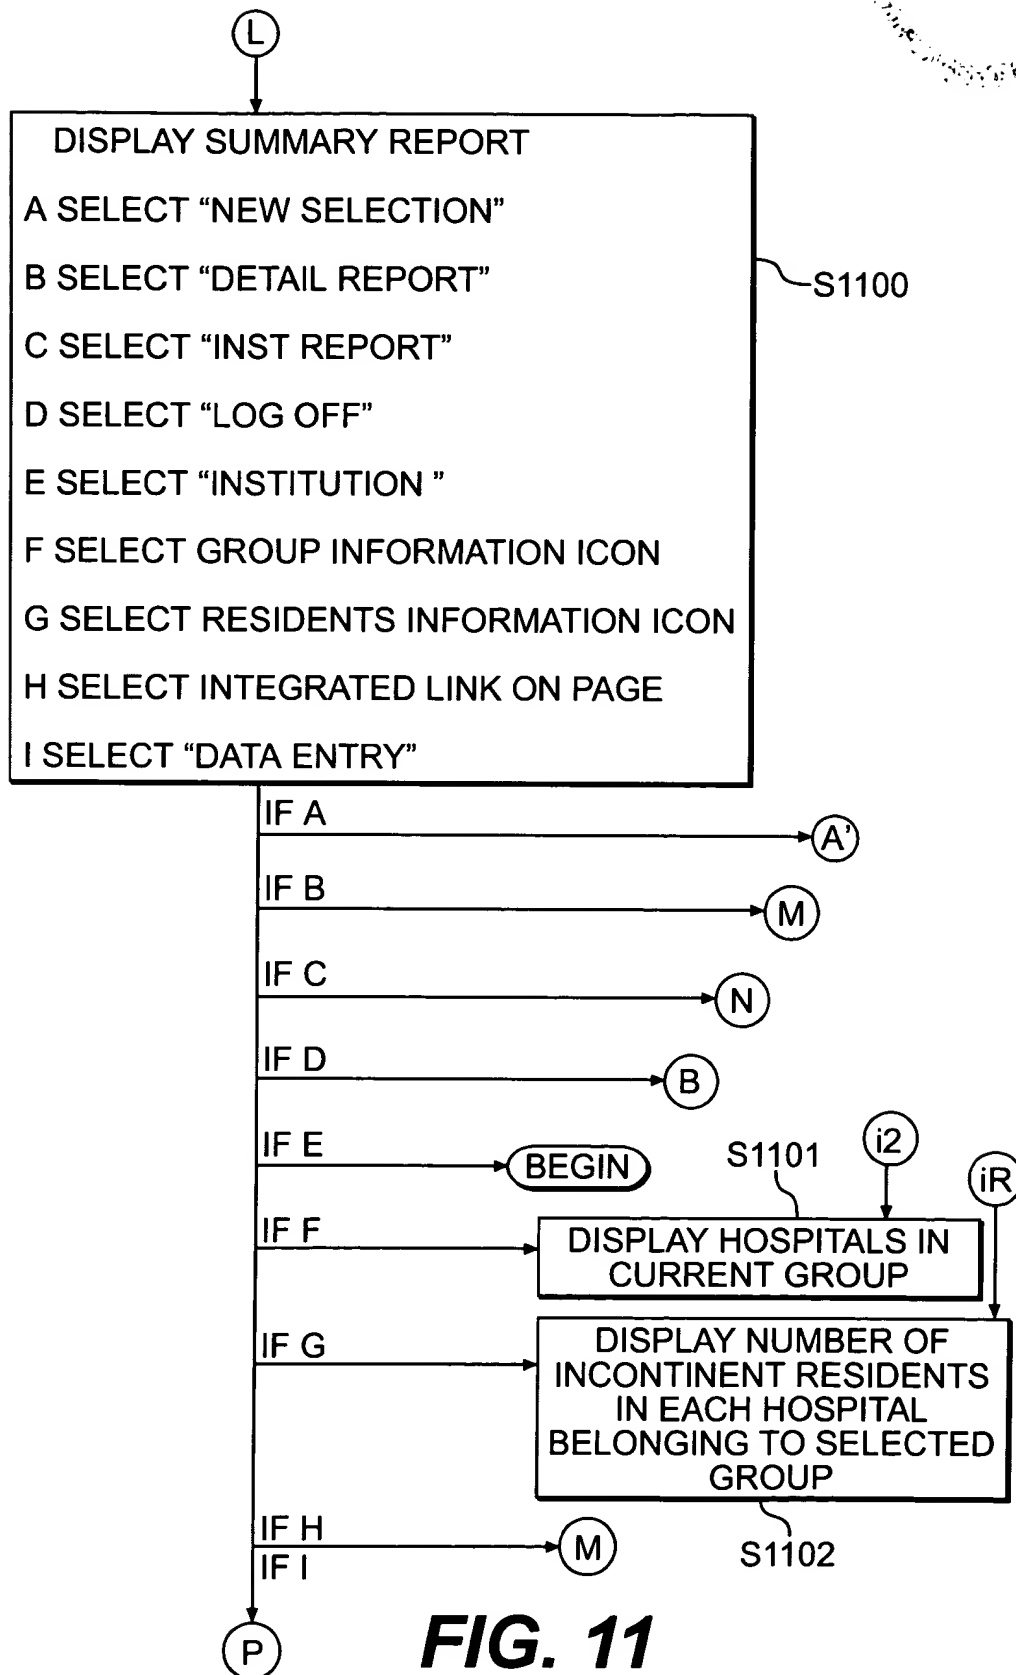 L
DISPLAY SUMMARY REPORT
A SELECT “NEW SELECTION”
B SELECT “DETAIL REPORT”
C SELECT “INST REPORT”
D SELECT “LOG OFF”
E SELECT “INSTITUTION ”
F SELECT GROUP INFORMATION ICON
G SELECT RESIDENTS INFORMATION ICON
H SELECT INTEGRATED LINK ON PAGE
I SELECT “DATA ENTRY”
S1100
IF A
A’
IF B
M
IF C
N
IF D
B
IF E
BEGIN
S1101
i2
iR
IF F
DISPLAY HOSPITALS IN
CURRENT GROUP
IF G
DISPLAY NUMBER OF
INCONTINENT RESIDENTS
IN EACH HOSPITAL
BELONGING TO SELECTED
GROUP
S1102
IF H
M
IF I
P
FIG. 11